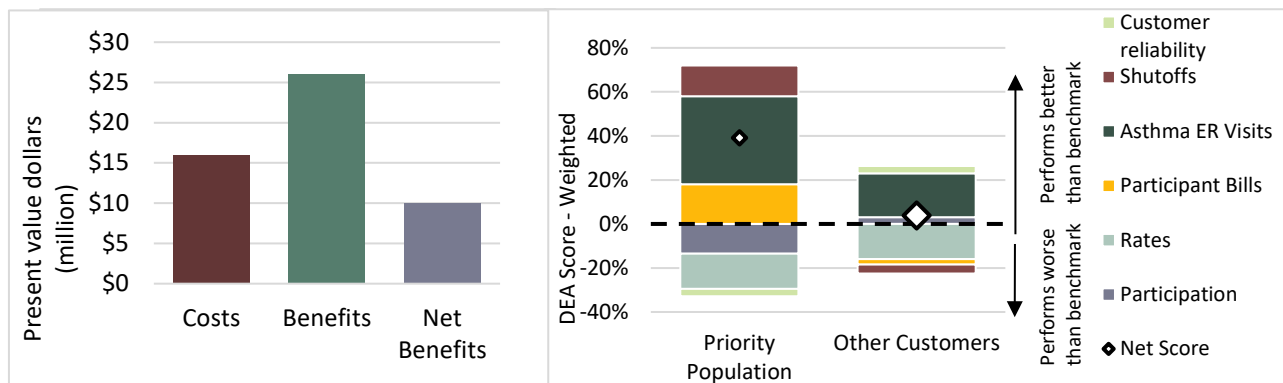 Present value dollars
(million)
$30
$25
$20
$15
$10
$5
$0
Costs
Benefits
Net
Benefits
DEA Score - Weighted
80%
60%
40%
20%
0%
-20%
-40%
Priority
Population
Other Customers
Performs better
than benchmark
Performs worse
than benchmark
Customer
reliability
Shutoffs
Asthma ER Visits
Participant Bills
Rates
Participation
Net Score